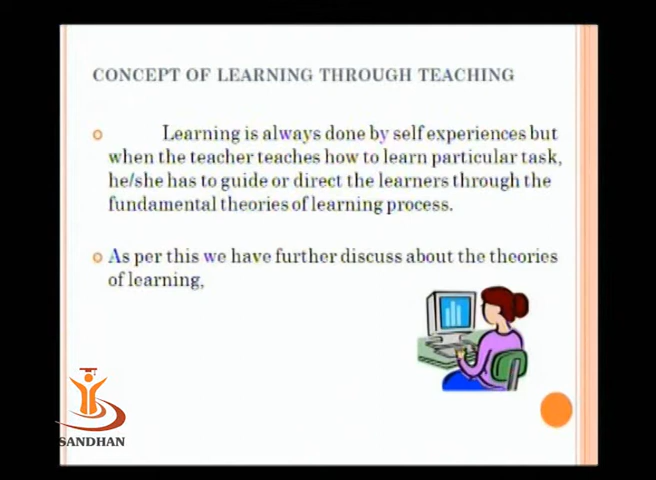 CONCEPT OF LEARNING THROUGH TEACHING
Learning is always done by self experiences but
when the teacher teaches how to learn particular task,
he/she has to guide or direct the learners through the
fundamental theories of learning process.
As per this we have further discuss about the theories
of learning,
SANDHAN